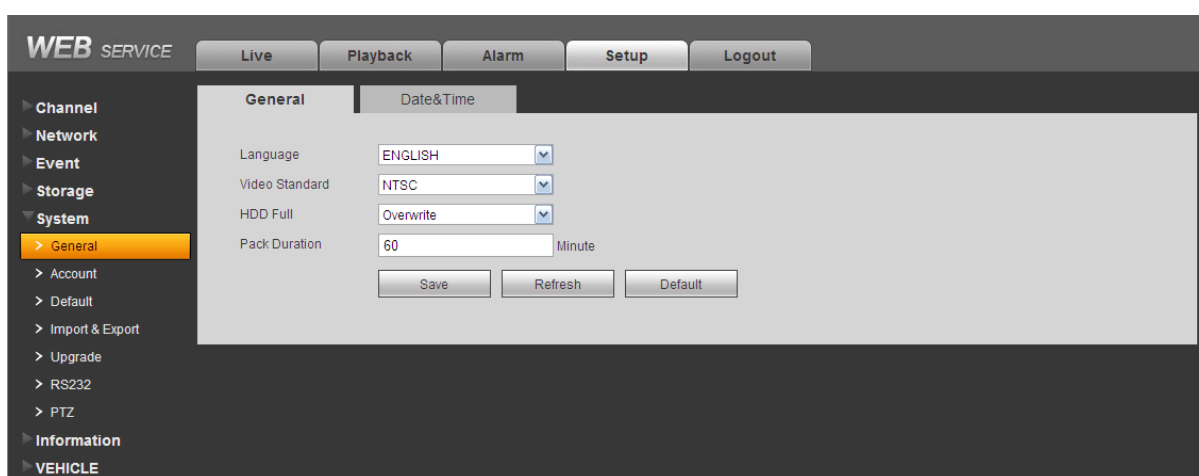 WEB SERVICE
Live Playback Alarm Setup Logout
Channel
Network
Event
Storage
System
General
Account
Default
Import & Export
Upgrade
RS232
PTZ
Information
VEHICLE
General Date&Time
Language ENGLISH
Video Standard NTSC
HDD Full Overwrite
Pack Duration 60 Minute
Save Refresh Default